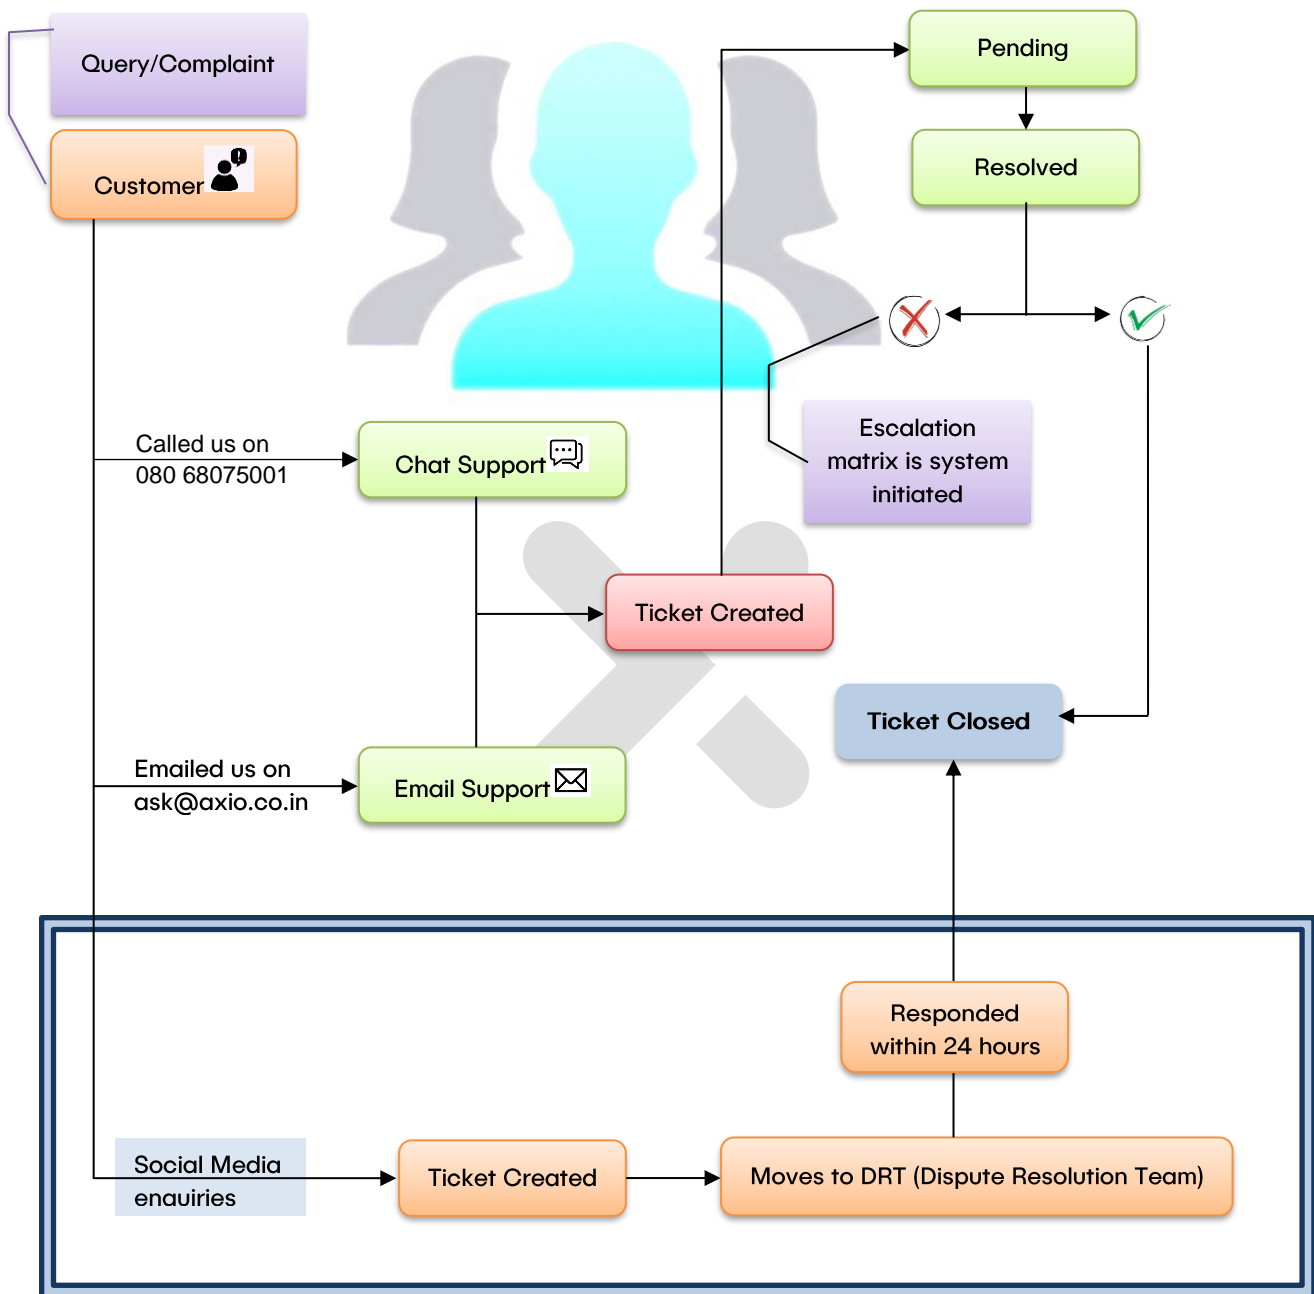 Query/Complaint
Customer
Pending
Resolved
Called us on
080 68075001
Chat Support
Escalation
matrix is system
initiated
Ticket Created
Ticket Closed
Emailed us on
ask@axio.co.in
Email Support
Responded
within 24 hours
Social Media
enauiries
Ticket Created
Moves to DRT (Dispute Resolution Team)